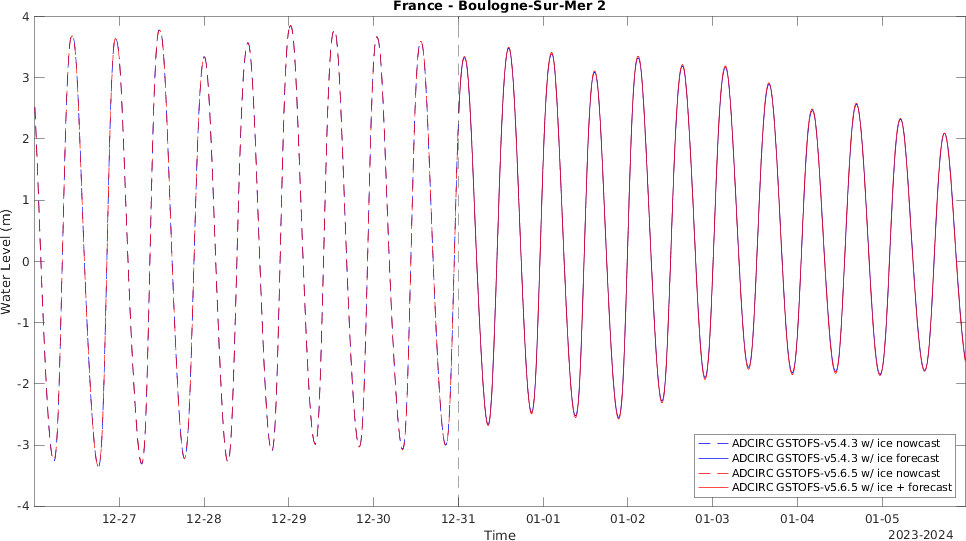 France - Boulogne-Sur-Mer 2
Water Level (m)
4
3
2
1
0
-1
-2
-3
-4
ADCIRC GSTOFS-v5.4.3 w/ ice nowcast
ADCIRC GSTOFS-v5.4.3 w/ ice forecast
ADCIRC GSTOFS-v5.6.5 w/ ice nowcast
ADCIRC GSTOFS-v5.6.5 w/ ice + forecast
12-27 12-28 12-29 12-30 12-31 01-01 01-02 01-03 01-04 01-05
Time
2023-2024